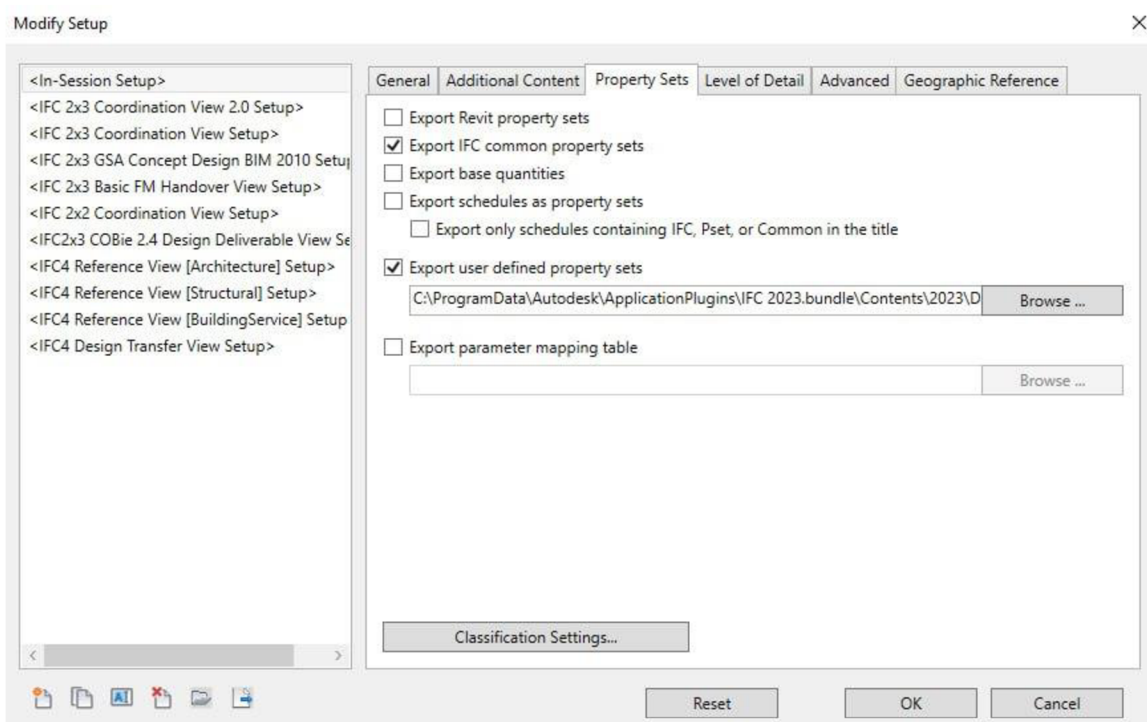 Modify Setup
<In-Session Setup>
<IFC 2x3 Coordination View 2.0 Setup>
<IFC 2x3 Coordination View Setup>
<IFC 2x3 GSA Concept Design BIM 2010 Setup
<IFC 2x3 Basic FM Handover View Setup>
<IFC 2x2 Coordination View Setup>
<IFC2x3 COBie 2.4 Design Deliverable View Se
<IFC4 Reference View [Architecture] Setup>
<IFC4 Reference View [Structural] Setup>
<IFC4 Reference View [BuildingService] Setup
<IFC4 Design Transfer View Setup>
General Additional Content Property Sets Level of Detail Advanced Geographic Reference
Export Revit property sets
Export IFC common property sets
Export base quantities
Export schedules as property sets
Export only schedules containing IFC, Pset, or Common in the title
Export user defined property sets
C:\ProgramData\Autodesk\ApplicationPlugins\IFC 2023.bundle\Contents\2023\D Browse ...
Export parameter mapping table
Browse ...
Classification Settings...
Reset OK Cancel